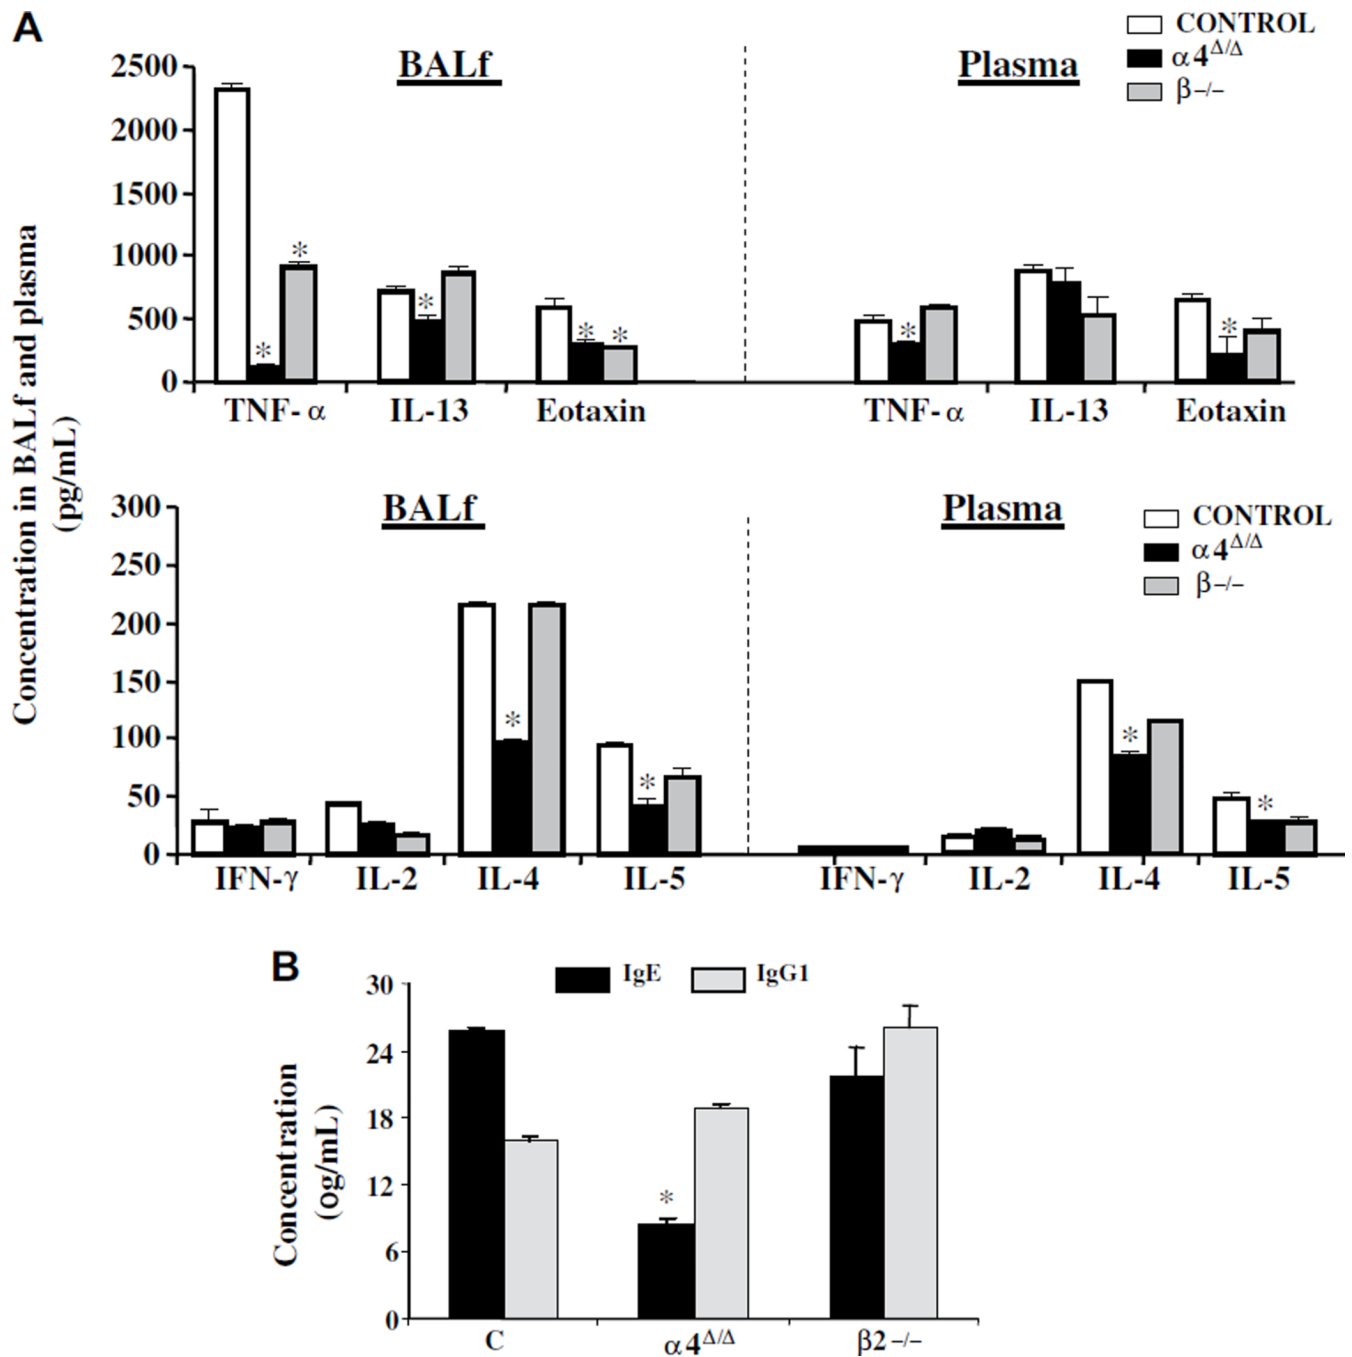 A
CONTROL
α4Δ/Δ
β-/-
BALf
Plasma
Concentration in BALf and plasma
(pg/mL)
2500
2000
1500
1000
500
0
*
*
*
*
*
*
*
TNF- α
IL-13
Eotaxin
TNF- α
IL-13
Eotaxin
BALf
Plasma
CONTROL
α4Δ/Δ
β-/-
300
250
200
150
100
50
0
*
*
*
*
IFN-γ
IL-2
IL-4
IL-5
IFN-γ
IL-2
IL-4
IL-5
B
IgE
IgG1
Concentration
(og/mL)
30
24
18
12
6
0
*
C
α4Δ/Δ
β2-/-